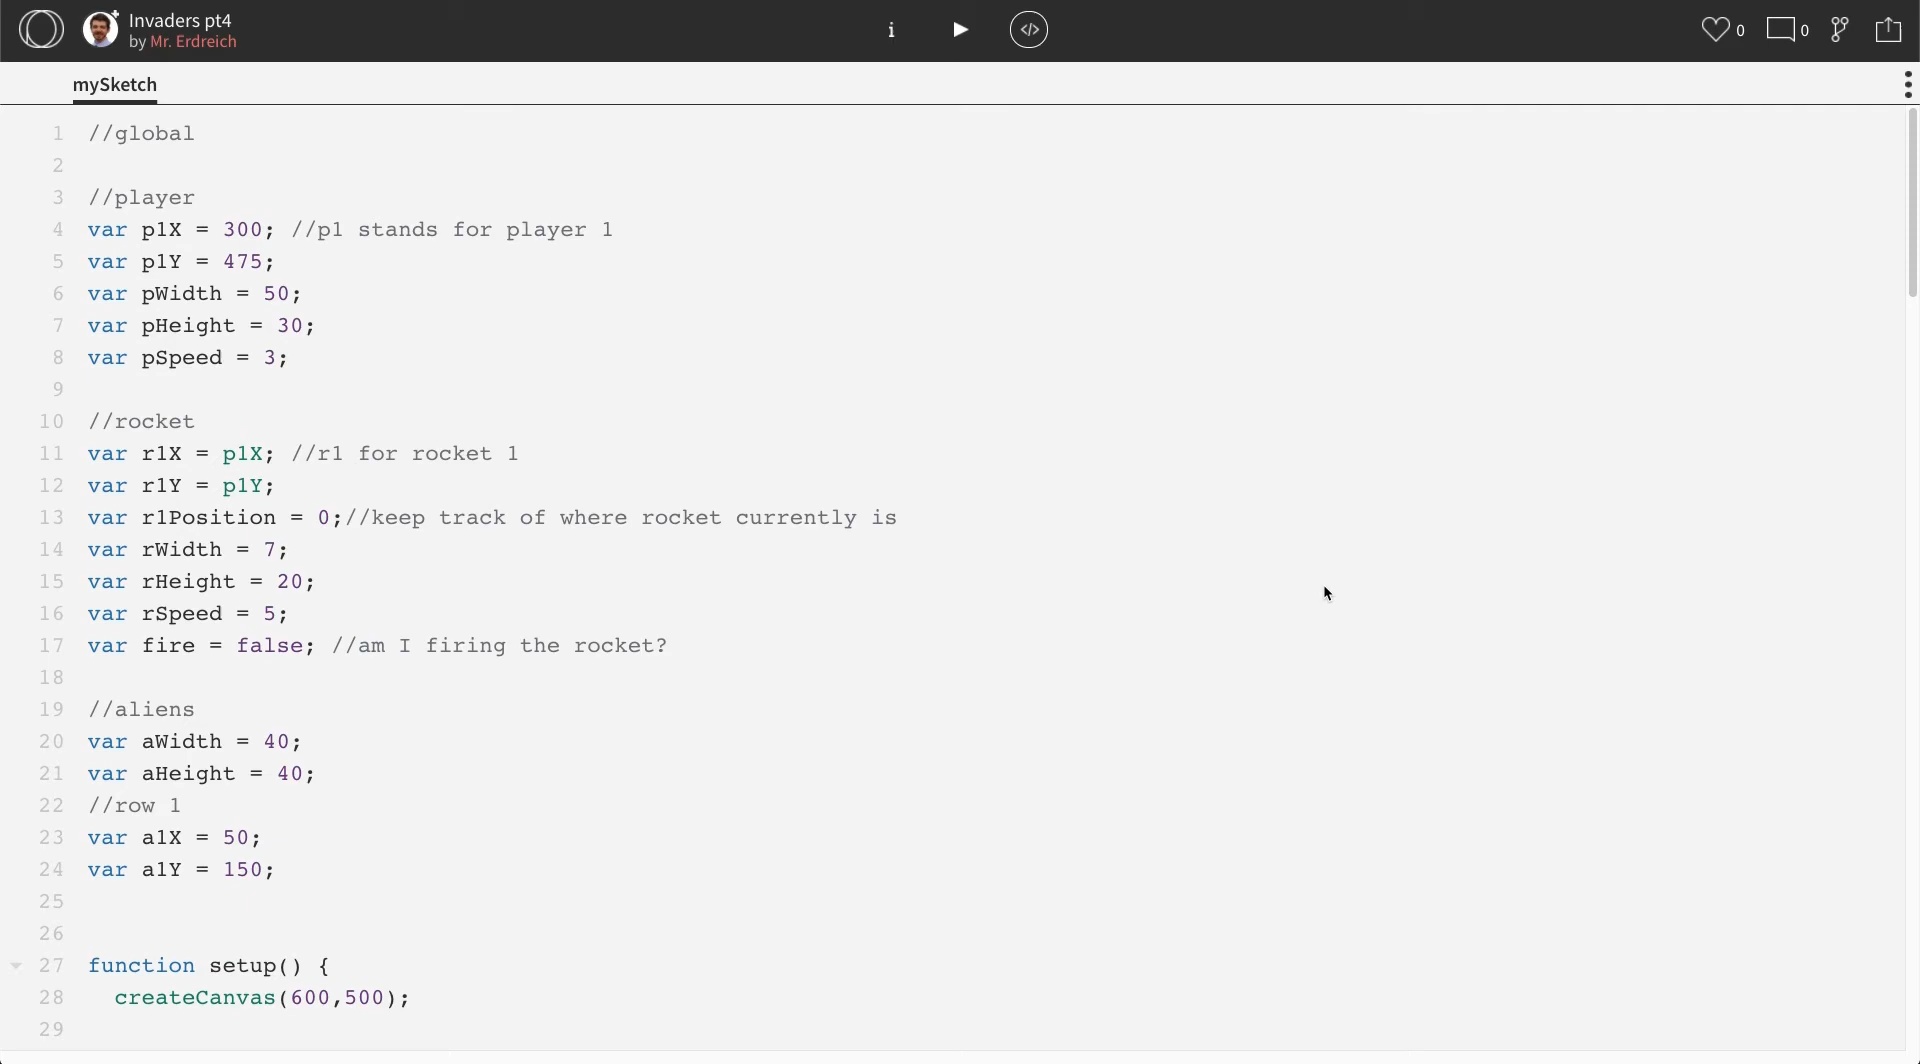 Invaders pt4
by Mr. Erdreich
i
</>
0
0
mySketch
1 //global
2
3 //player
4 var p1X = 300; //p1 stands for player 1
5 var p1Y = 475;
6 var pWidth = 50;
7 var pHeight = 30;
8 var pSpeed = 3;
9
10 //rocket
11 var r1X = p1X; //r1 for rocket 1
12 var r1Y = p1Y;
13 var r1Position = 0;//keep track of where rocket currently is
14 var rWidth = 7;
15 var rHeight = 20;
16 var rSpeed = 5;
17 var fire = false; //am I firing the rocket?
18
19 //aliens
20 var aWidth = 40;
21 var aHeight = 40;
22 //row 1
23 var a1X = 50;
24 var a1Y = 150;
25
26
27 function setup() {
28   createCanvas(600,500);
29